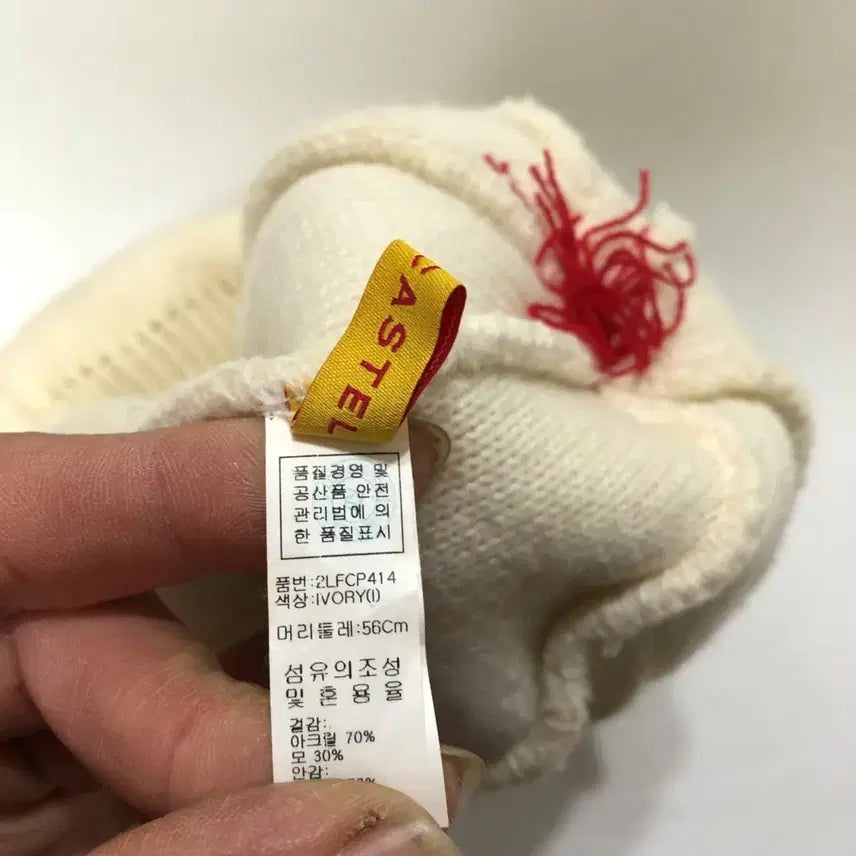 CASTEL
품질경영 및
공산품 안전
관리법에 의
한 품질표시
품번:2LFCP414
색상:IVORY(I)
머리둘레:56Cm
섬유의조성
및 혼 용 율
겉감:
아크릴 70%
모 30%
안감: